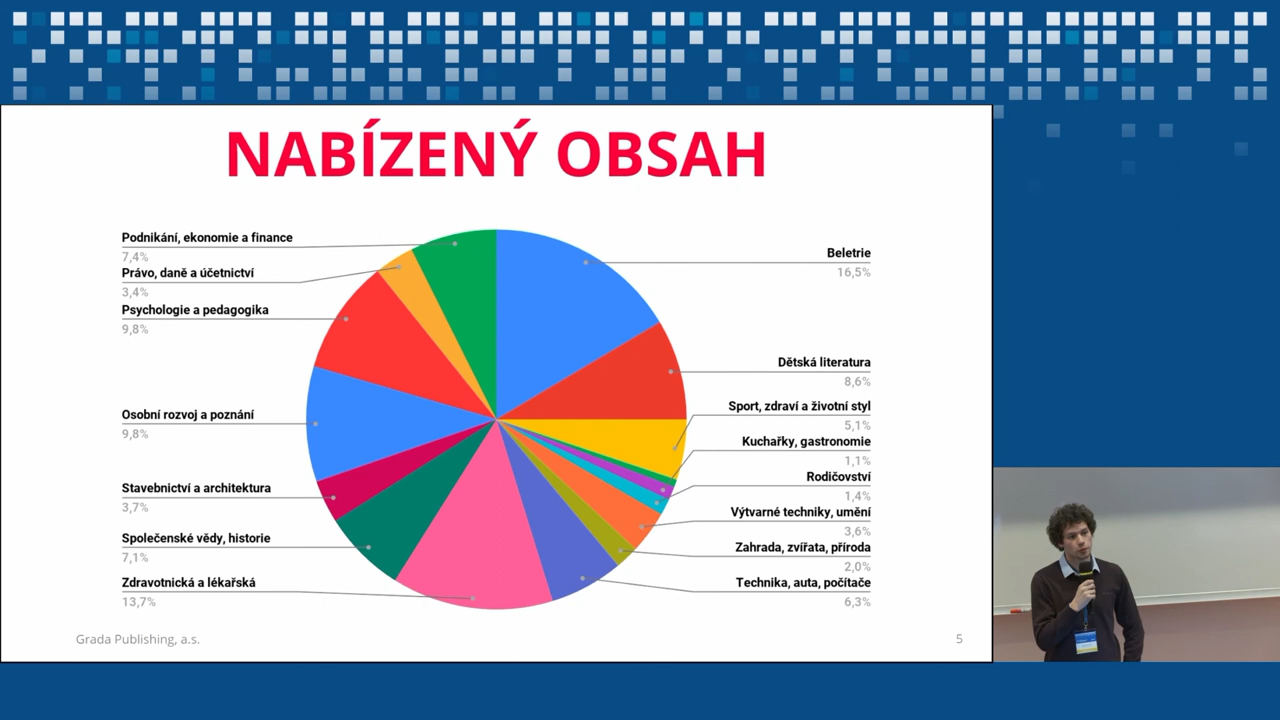 NABÍZENÝ OBSAH
Podnikání, ekonomie a finance
7,4%
Právo, daně a účetnictví
3,4%
Psychologie a pedagogika
9,8%
Osobní rozvoj a poznání
9,8%
Stavebnictví a architektura
3,7%
Společenské vědy, historie
7,1%
Zdravotnická a lékařská
13,7%
Beletrie
16,5%
Dětská literatura
8,6%
Sport, zdraví a životní styl
5,1%
Kuchařky, gastronomie
1,1%
Rodičovství
1,4%
Výtvarné techniky, umění
3,6%
Zahrada, zvířata, příroda
2,0%
Technika, auta, počítače
6,3%
Grada Publishing, a.s.
5